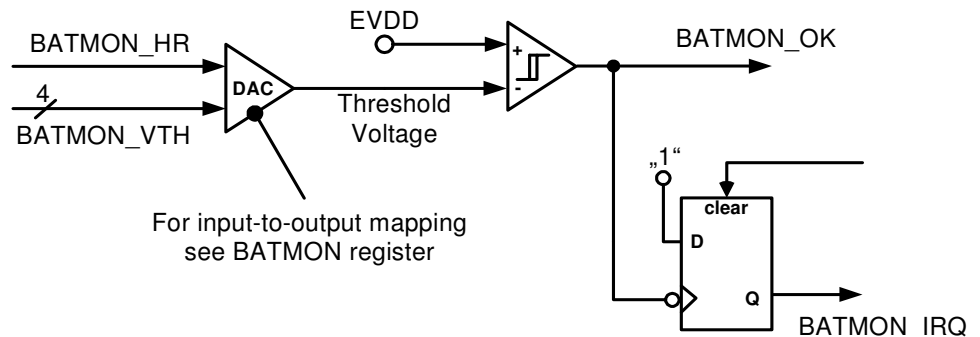 EVDD
BATMON_HR
BATMON_OK
+
DAC
-
4
Threshold
Voltage
BATMON_VTH
„1“
clear
For input-to-output mapping
see BATMON register
D
Q
BATMON_IRQ